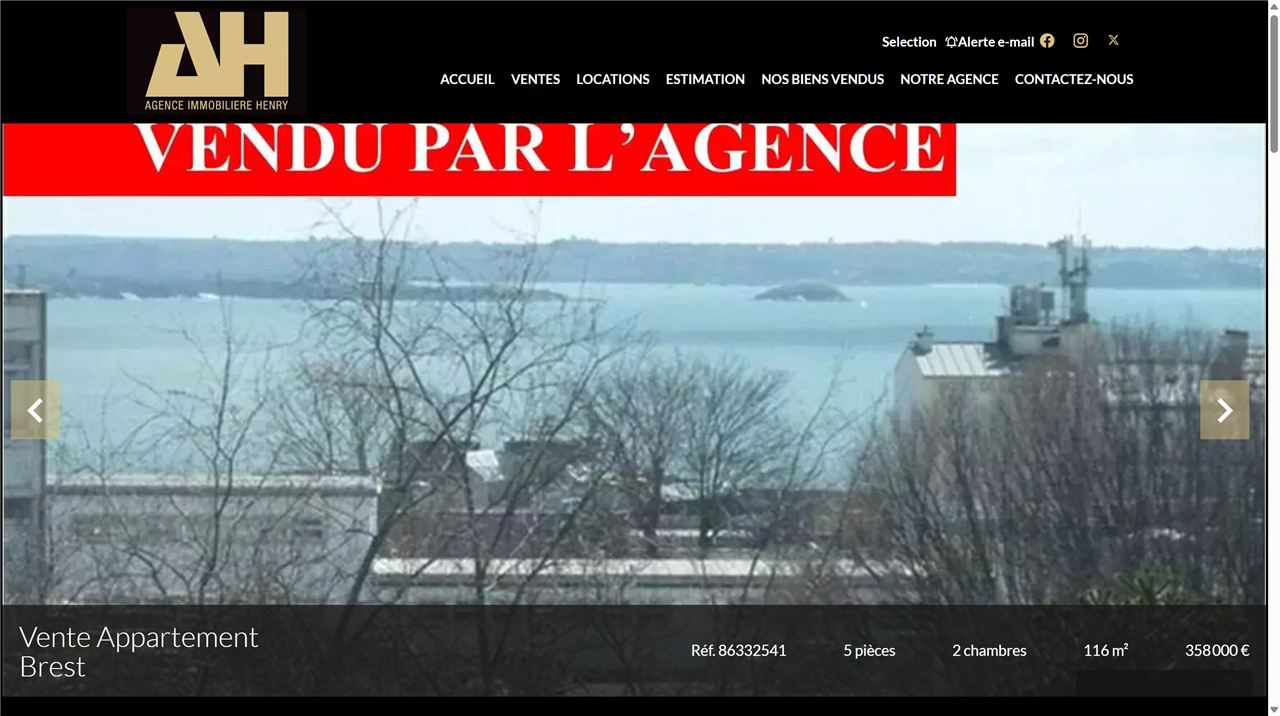 AH
AGENCE IMMOBILIERE HENRY
Selection Alerte e-mail
ACCUEIL VENTES LOCATIONS ESTIMATION NOS BIENS VENDUS NOTRE AGENCE CONTACTEZ-NOUS
VENDU PAR L’AGENCE
Vente Appartement
Brest
Réf. 86332541 5 pièces 2 chambres 116 m² 358 000 €